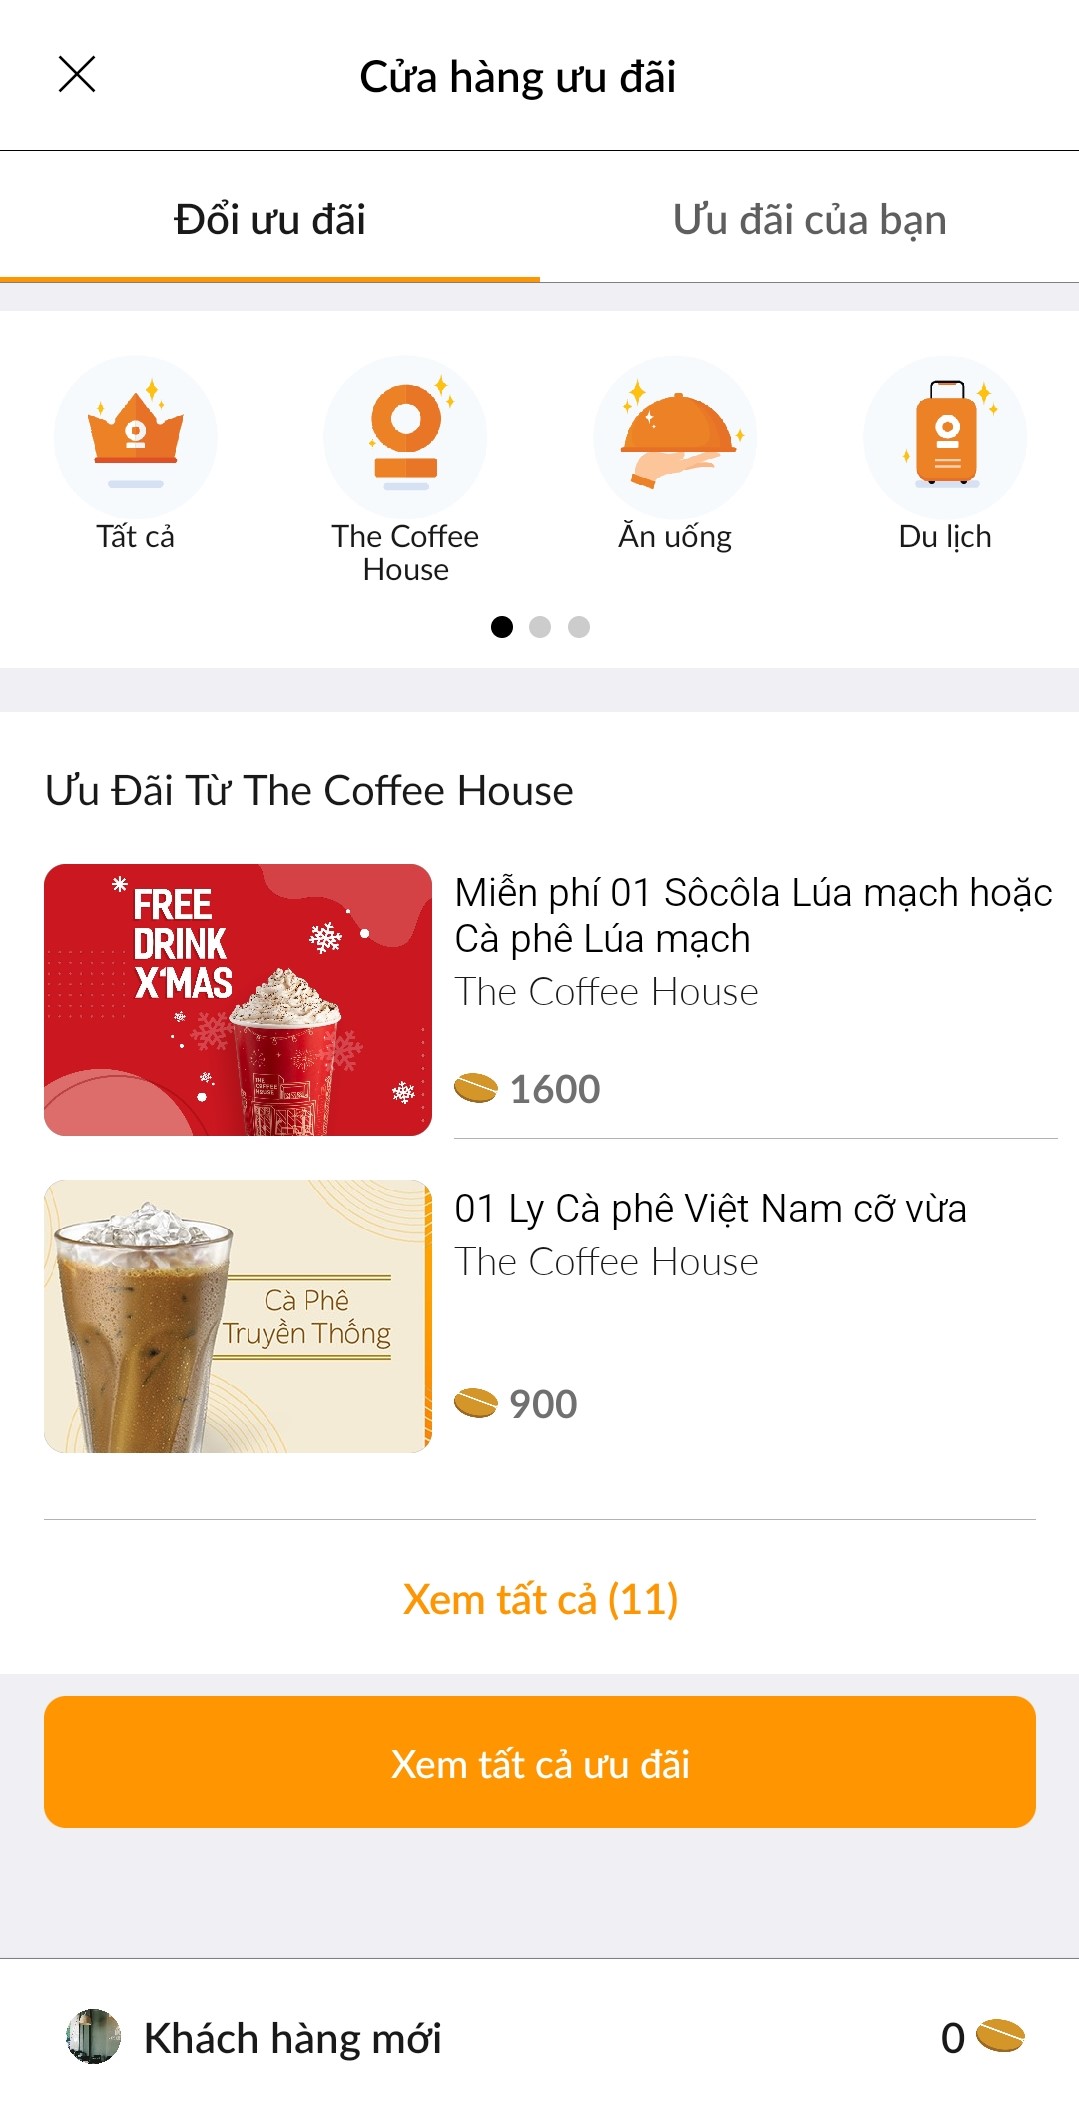 Cửa hàng ưu đãi
Đổi ưu đãi
Ưu đãi của bạn
Tất cả
The Coffee
House
Ăn uống
Du lịch
Ưu Đãi Từ The Coffee House
FREE
DRINK
X'MAS
THE
COFFEE
HOUSE
Miễn phí 01 Sôcôla Lúa mạch hoặc
Cà phê Lúa mạch
The Coffee House
1600
Cà Phê
Truyền Thống
01 Ly Cà phê Việt Nam cỡ vừa
The Coffee House
900
Xem tất cả (11)
Xem tất cả ưu đãi
Khách hàng mới
0